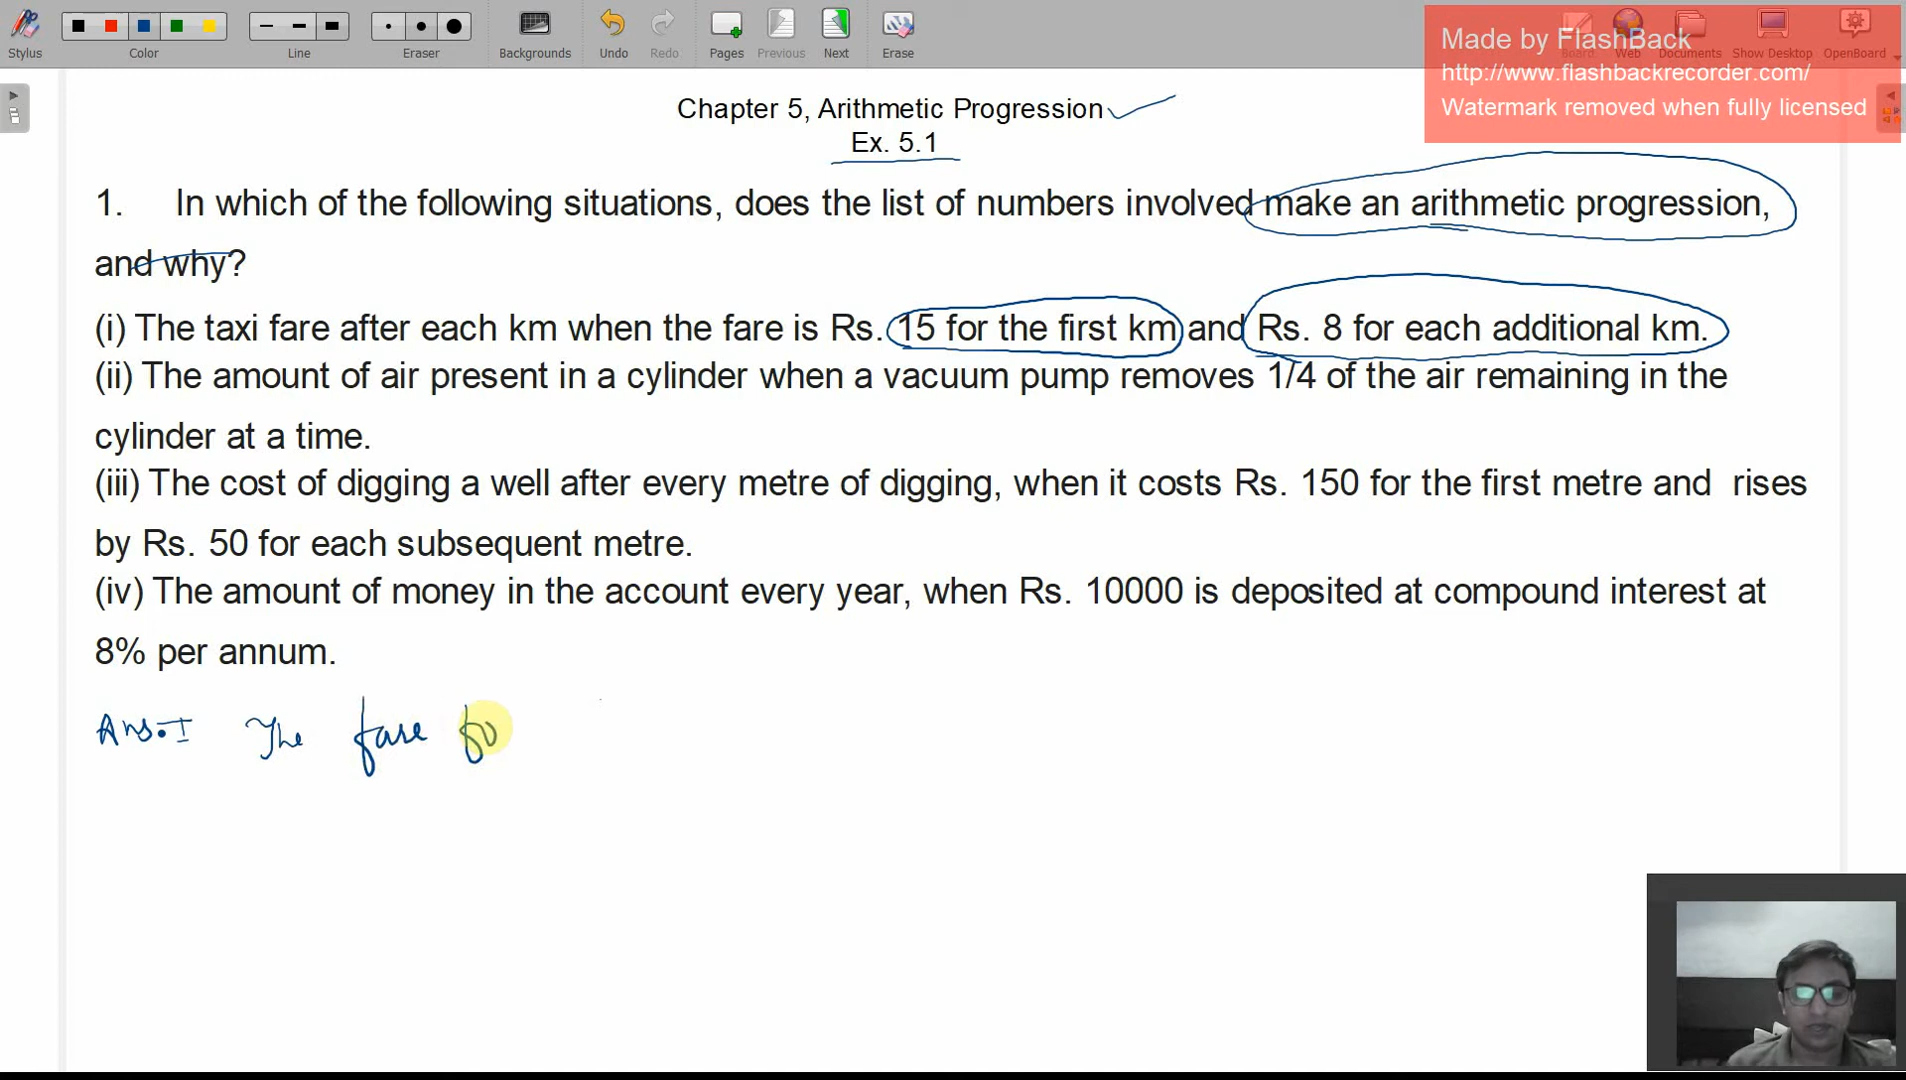 Stylus Color Line Eraser Backgrounds Undo Redo Pages Previous Next Erase Board Web Documents Show Desktop OpenBoard
Made by FlashBack
http://www.flashbackrecorder.com/
Watermark removed when fully licensed
Chapter 5, Arithmetic Progression
Ex. 5.1
1. In which of the following situations, does the list of numbers involved make an arithmetic progression,
and why?
(i) The taxi fare after each km when the fare is Rs. 15 for the first km and Rs. 8 for each additional km.
(ii) The amount of air present in a cylinder when a vacuum pump removes 1/4 of the air remaining in the
cylinder at a time.
(iii) The cost of digging a well after every metre of digging, when it costs Rs. 150 for the first metre and rises
by Rs. 50 for each subsequent metre.
(iv) The amount of money in the account every year, when Rs. 10000 is deposited at compound interest at
8% per annum.
Ans. I The fare fo